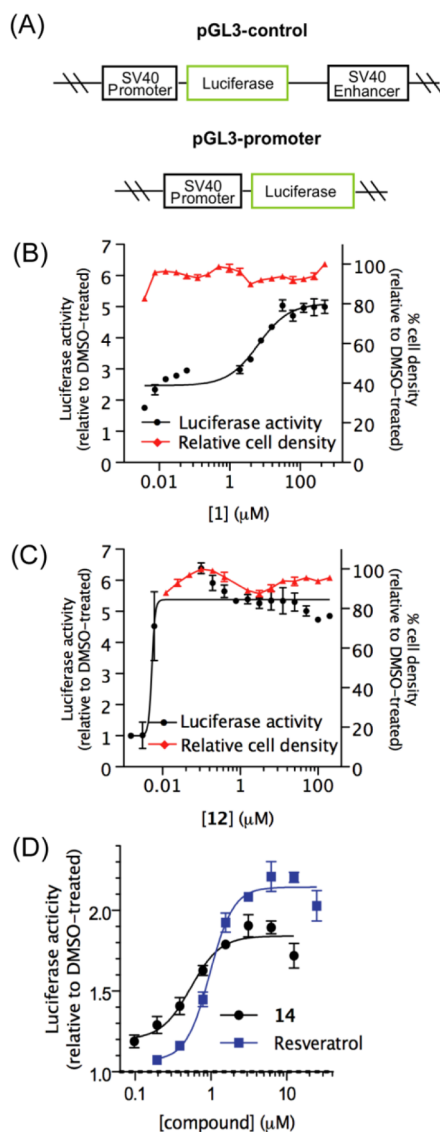 (A)
pGL3-control
SV40
Promoter
Luciferase
SV40
Enhancer
pGL3-promoter
SV40
Promoter
Luciferase
(B)
Luciferase activity
(relative to DMSO-treated)
7
6
5
4
3
2
1
0
100
80
60
40
20
0
% cell density
(relative to DMSO-treated)
Luciferase activity
Relative cell density
0.01
1
100
[1] (μM)
(C)
Luciferase activity
(relative to DMSO-treated)
7
6
5
4
3
2
1
0
100
80
60
40
20
0
% cell density
(relative to DMSO-treated)
Luciferase activity
Relative cell density
0.01
1
100
[12] (μM)
(D)
Luciferase activity
(relative to DMSO-treated)
2.0
1.5
1.0
14
Resveratrol
0.1
1
10
[compound] (μM)